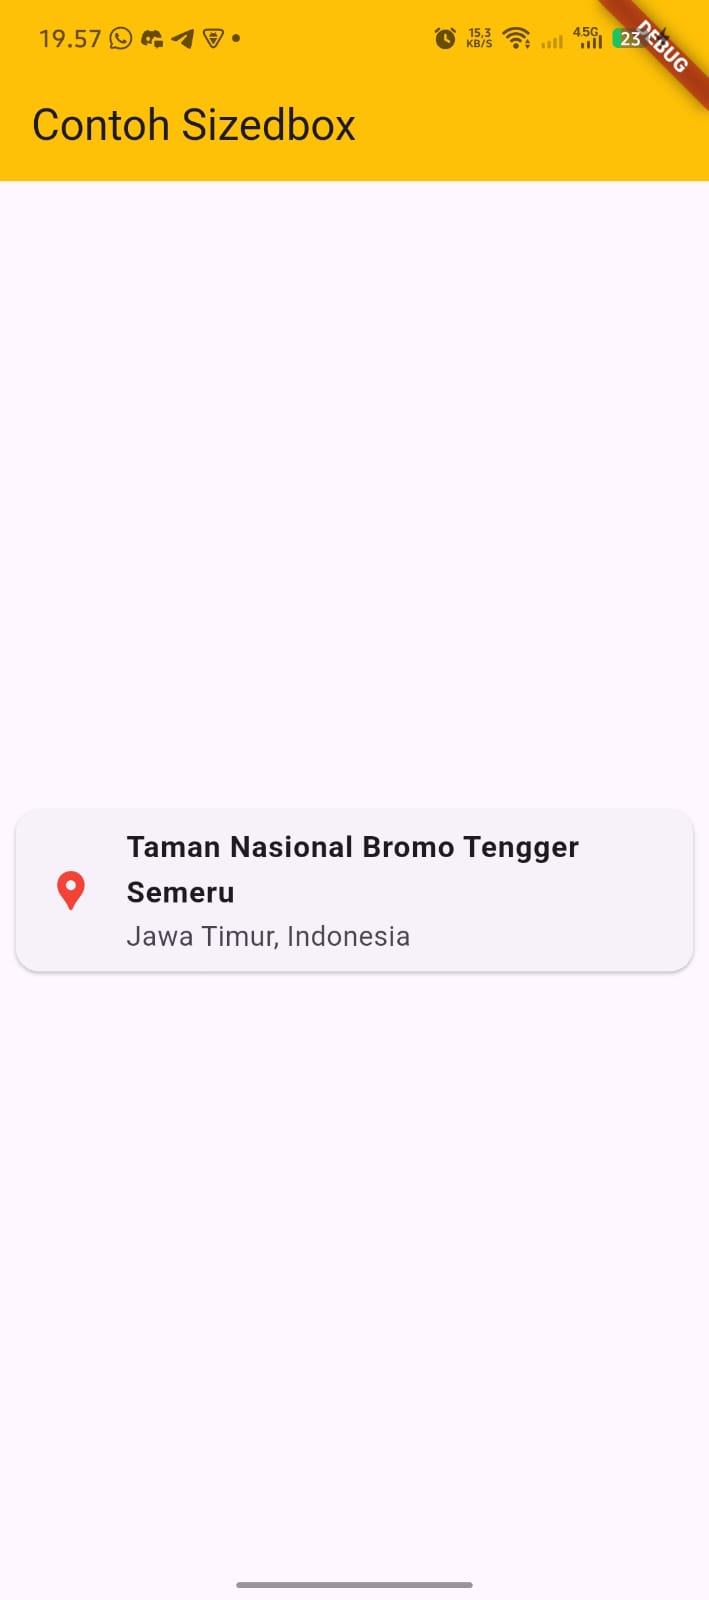 19.57
15,3
KB/S
4.5G
23
DEBUG
Contoh Sizedbox
Taman Nasional Bromo Tengger
Semeru
Jawa Timur, Indonesia